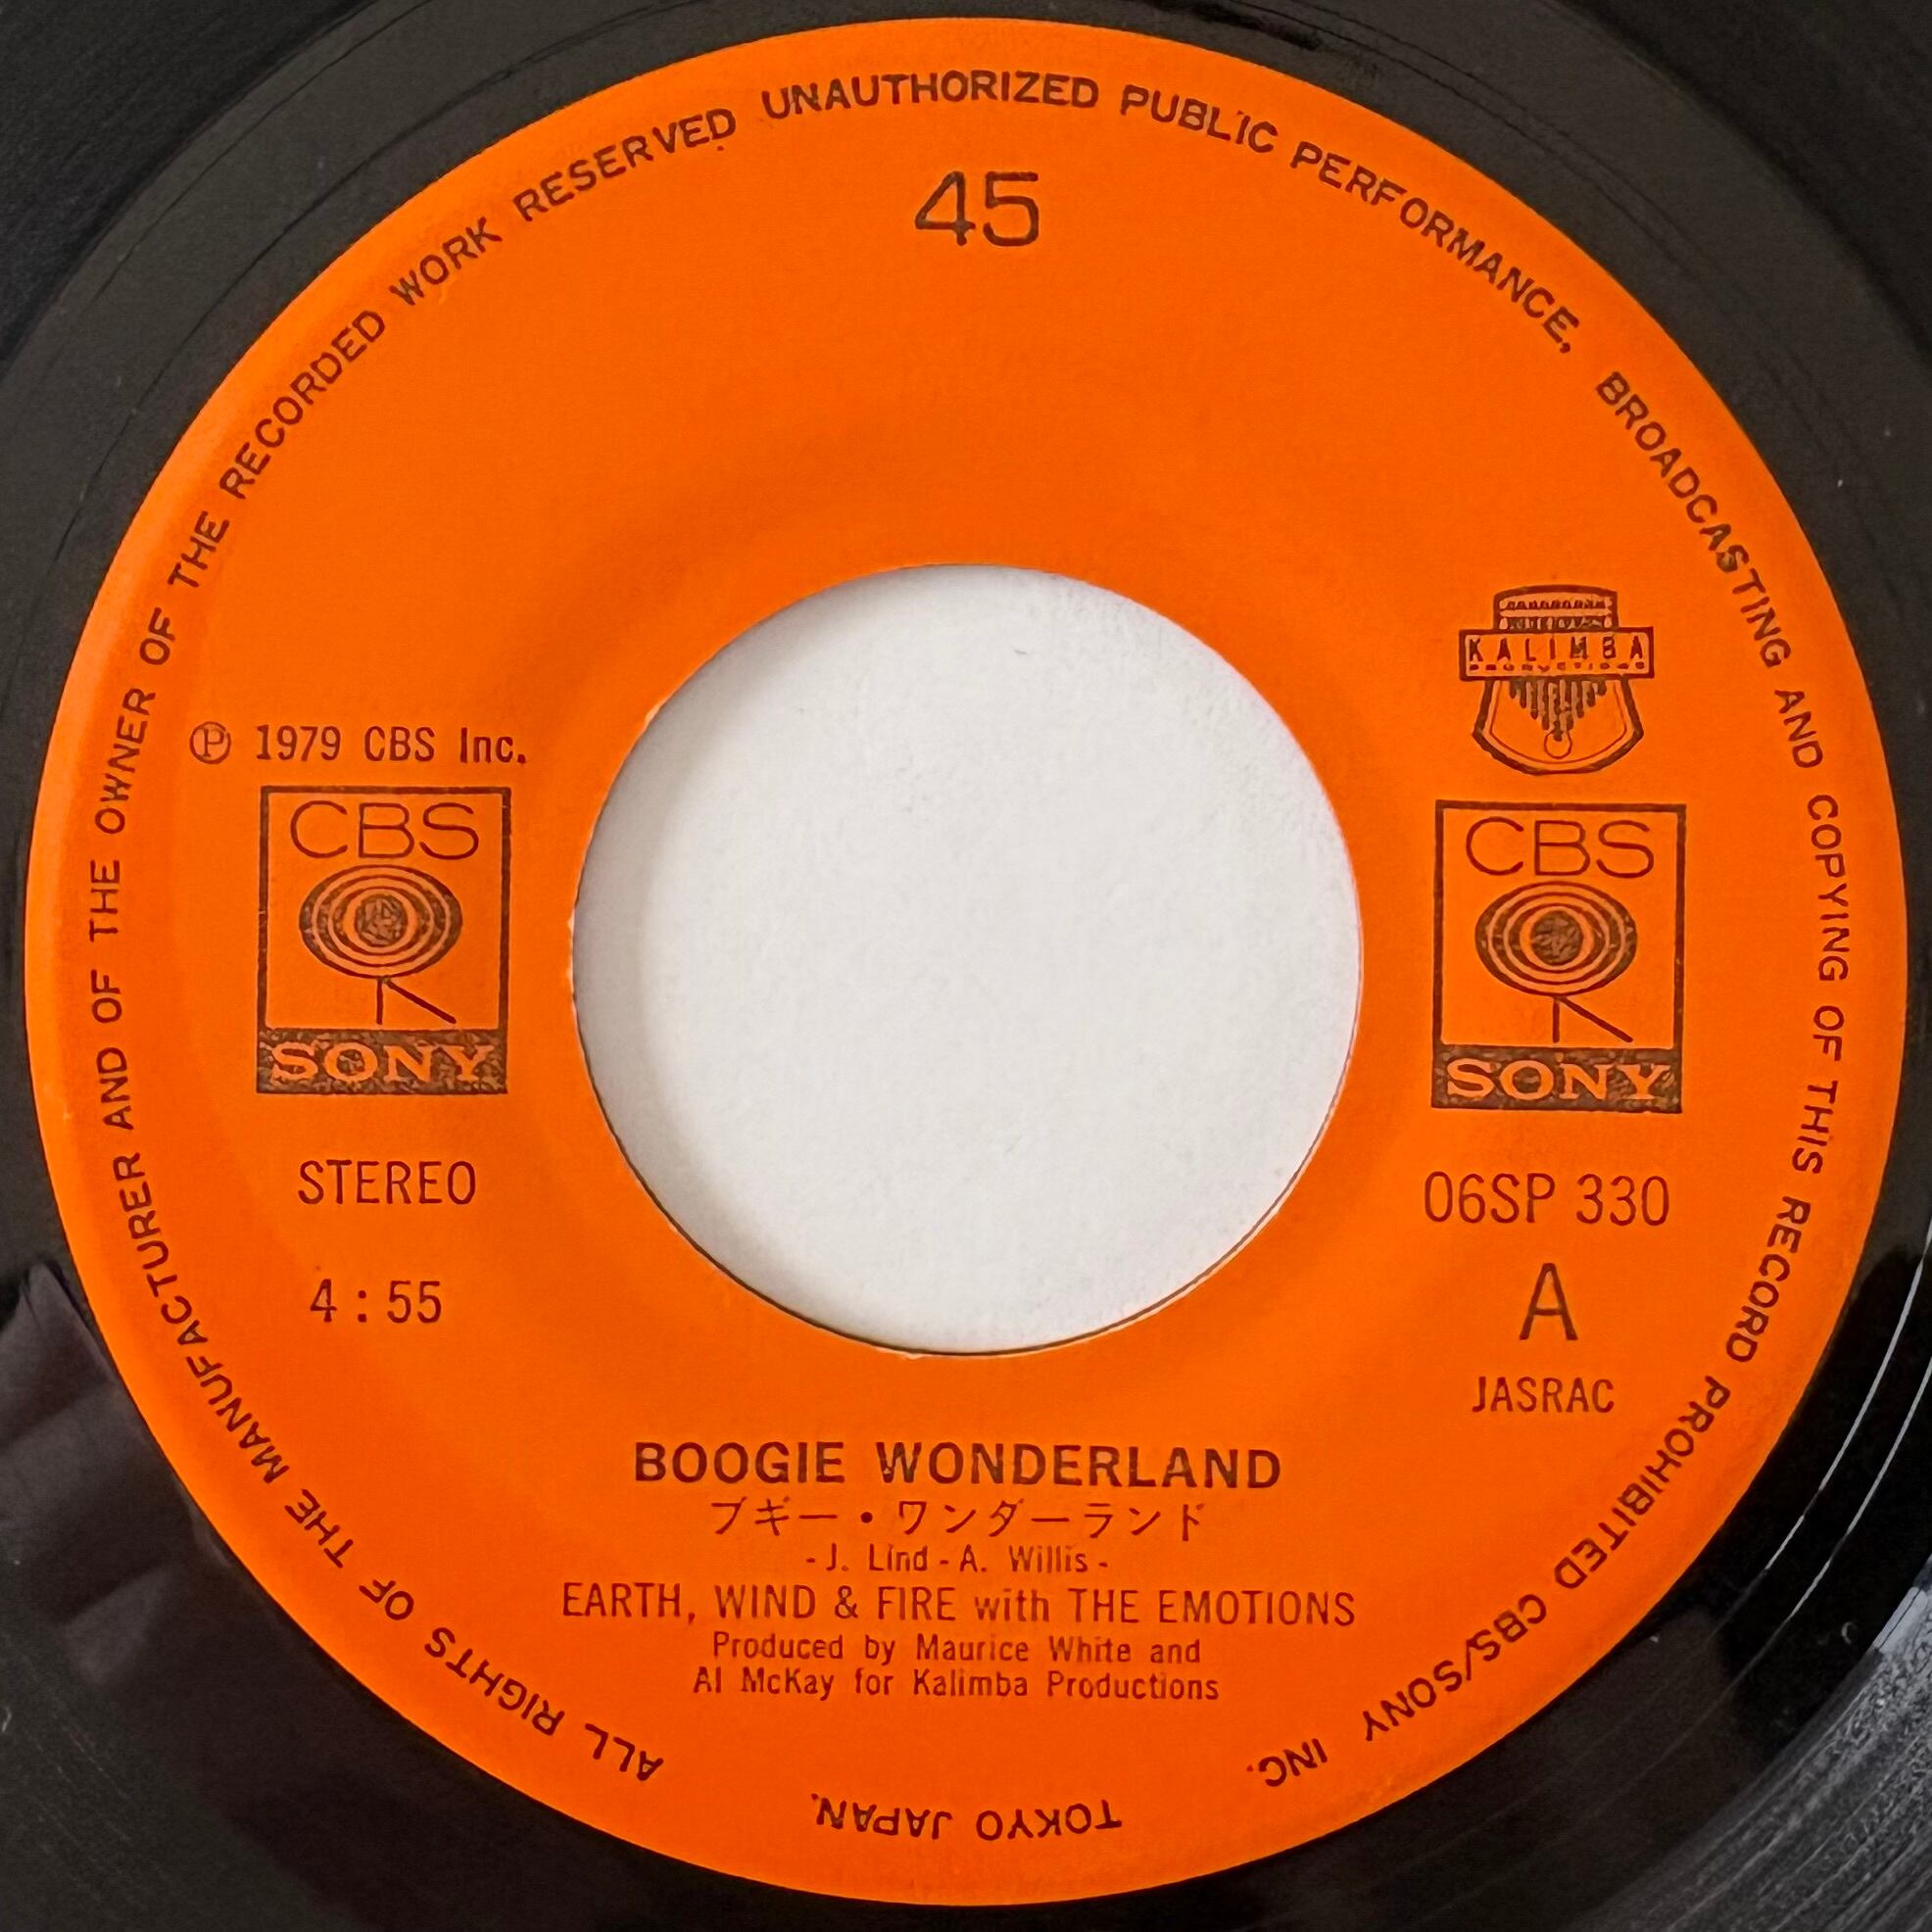 ALL RIGHTS OF THE MANUFACTURER AND OF THE OWNER OF THE RECORDED WORK RESERVED UNAUTHORIZED PUBLIC PERFORMANCE, BROADCASTING AND COPYING OF THIS RECORD PROHIBITED CBS/SONY INC.
TOKYO JAPAN.
45
KALIMBA
PRODUCTIONS
Ⓟ 1979 CBS Inc.
CBS
SONY
CBS
SONY
STEREO
06SP 330
4:55
A
JASRAC
BOOGIE WONDERLAND
ブギー・ワンダーランド
- J. Lind - A. Willis -
EARTH, WIND & FIRE with THE EMOTIONS
Produced by Maurice White and
Al McKay for Kalimba Productions